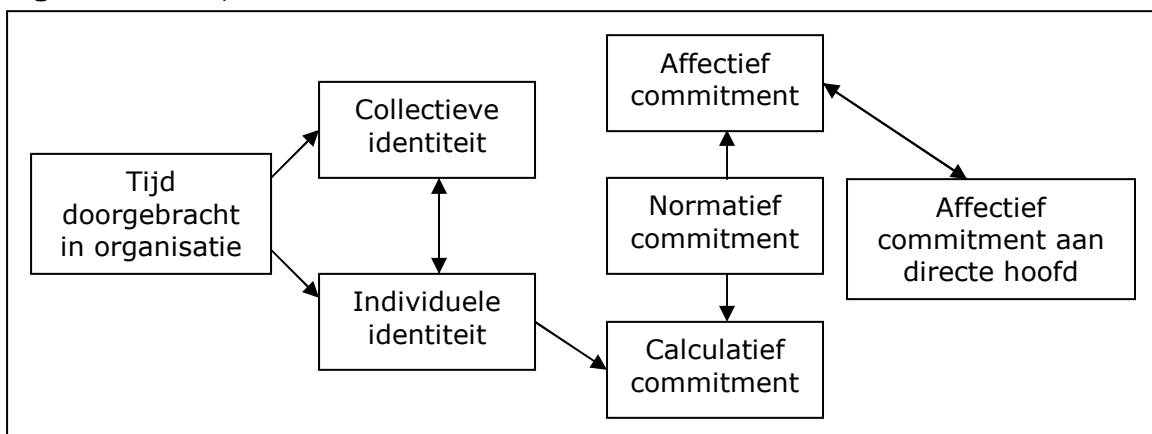 Tijd
doorgebracht
in organisatie
Collectieve
identiteit
Individuele
identiteit
Affectief
commitment
Normatief
commitment
Calculatief
commitment
Affectief
commitment aan
directe hoofd